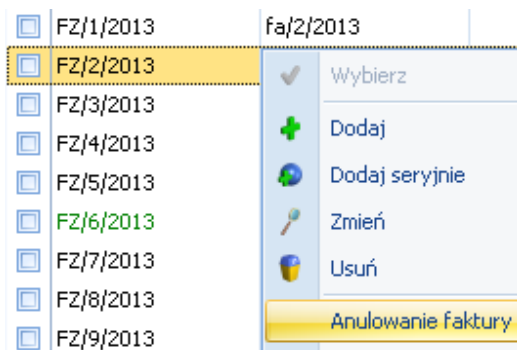 FZ/1/2013 fa/2/2013
FZ/2/2013
Wybierz
FZ/3/2013
Dodaj
FZ/4/2013
Dodaj seryjnie
FZ/5/2013
Zmień
FZ/6/2013
FZ/7/2013
Usuń
FZ/8/2013
Anulowanie faktury
FZ/9/2013